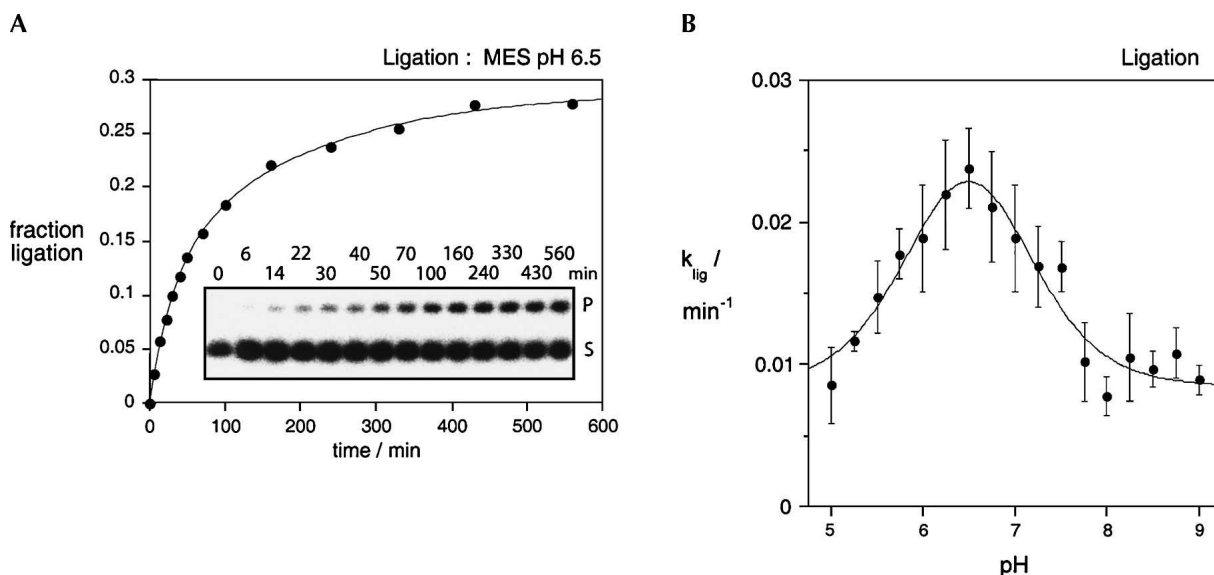 A
Ligation : MES pH 6.5
0.3
0.25
0.2
0.15
0.1
0.05
0
fraction
ligation
6 22 40 70 160 330 560
0 14 30 50 100 240 430 min
P
S
0 100 200 300 400 500 600
time / min
B
Ligation
0.03
0.02
0.01
0
k_lig /
min⁻¹
5 6 7 8 9
pH